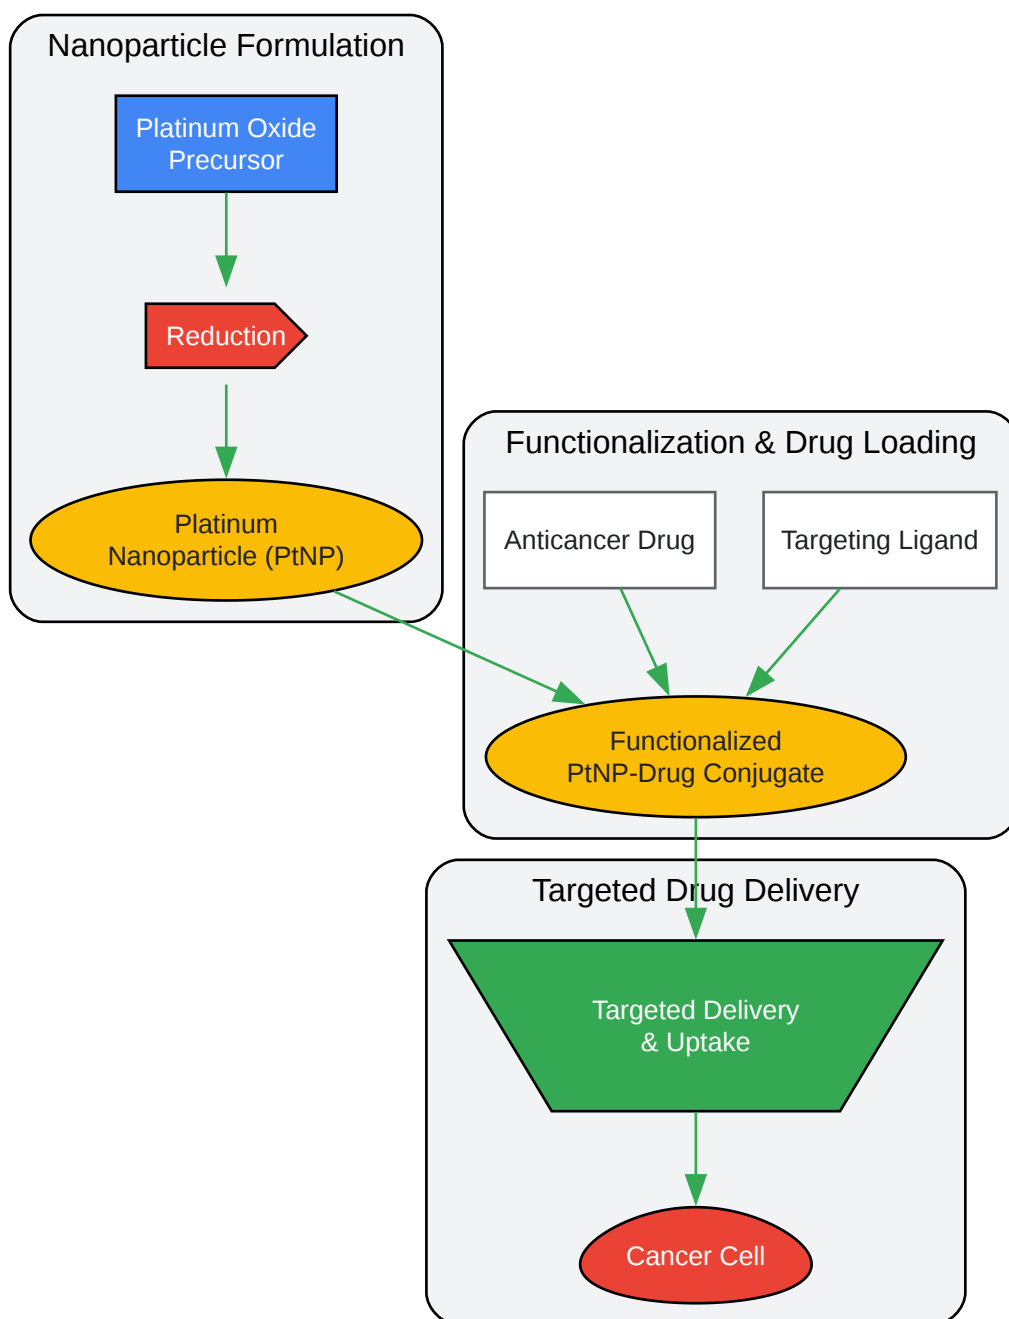 Nanoparticle Formulation
Platinum Oxide
Precursor
Reduction
Platinum
Nanoparticle (PtNP)
Functionalization & Drug Loading
Anticancer Drug
Targeting Ligand
Functionalized
PtNP-Drug Conjugate
Targeted Drug Delivery
Targeted Delivery
& Uptake
Cancer Cell